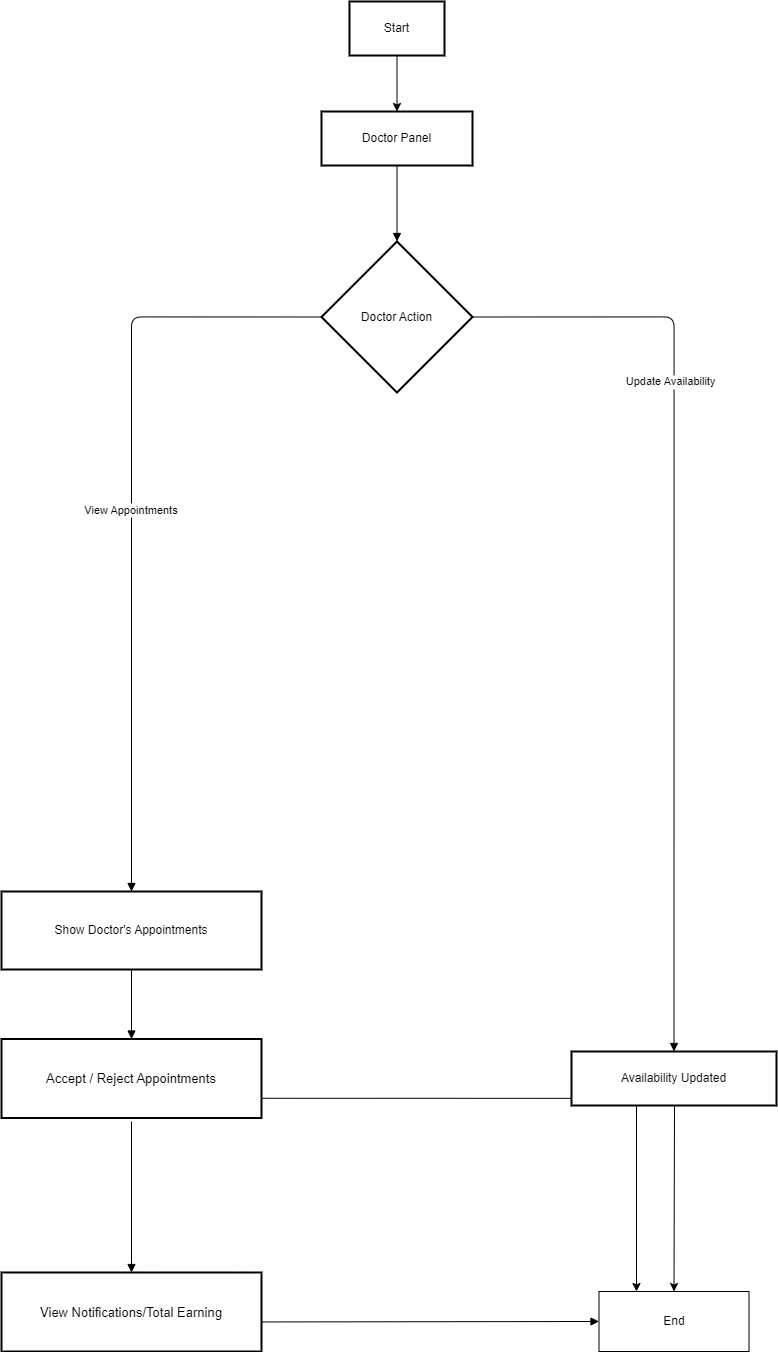 Start
Doctor Panel
Doctor Action
Update Availability
View Appointments
Show Doctor's Appointments
Accept / Reject Appointments
Availability Updated
View Notifications/Total Earning
End